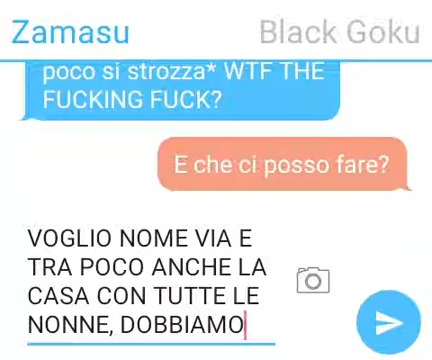 Zamasu
Black Goku
poco si strozza* WTF THE
FUCKING FUCK?
E che ci posso fare?
VOGLIO NOME VIA E
TRA POCO ANCHE LA
CASA CON TUTTE LE
NONNE, DOBBIAMO